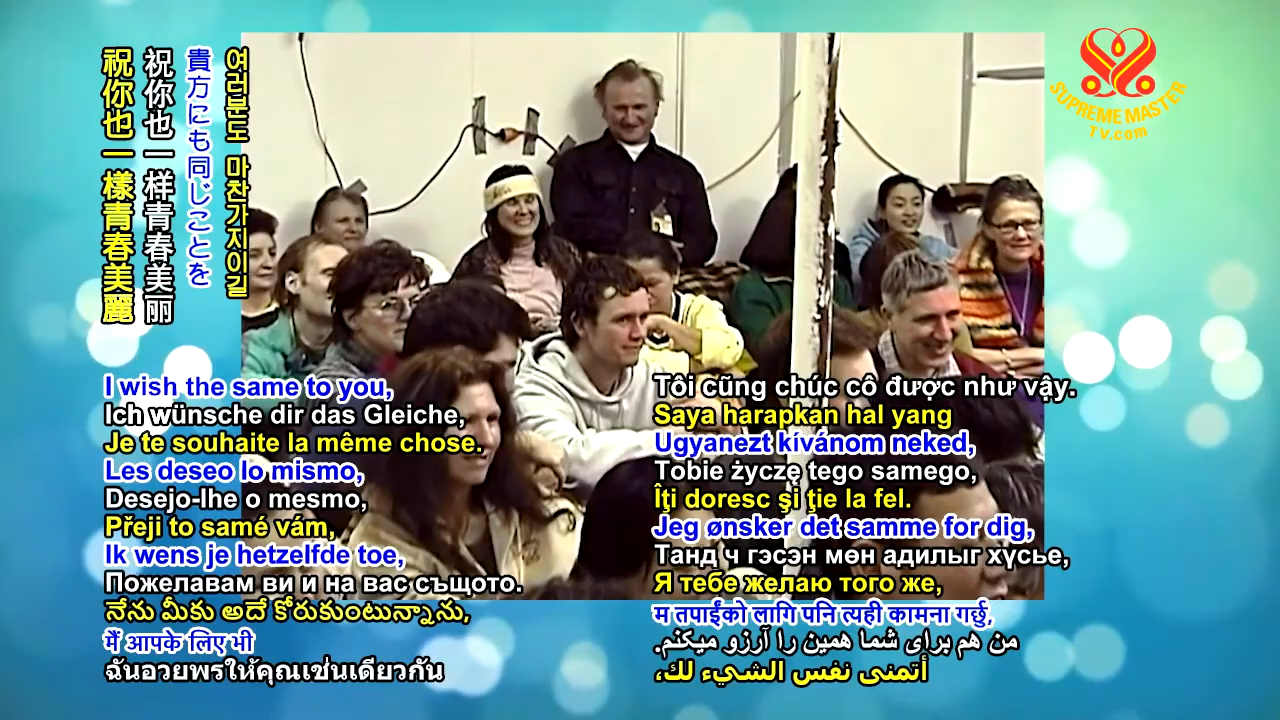 祝你也一樣青春美麗
祝你也一样青春美丽
貴方にも同じことを
여러분도 마찬가지이길
SUPREME MASTER
TV.com
I wish the same to you,
Ich wünsche dir das Gleiche,
Je te souhaite la même chose.
Les deseo lo mismo,
Desejo-lhe o mesmo,
Přeji to samé vám,
Ik wens je hetzelfde toe,
Пожелавам ви и на вас същото.
నేను మీకు అదే కోరుకుంటున్నాను,
मैं आपके लिए भी
ฉันอวยพรให้คุณเช่นเดียวกัน
Tôi cũng chúc cô được như vậy.
Saya harapkan hal yang
Ugyanezt kívánom neked,
Tobie życzę tego samego,
Îţi doresc şi ţie la fel.
Jeg ønsker det samme for dig,
Танд ч гэсэн мөн адилыг хүсье,
Я тебе желаю того же,
म तपाईंको लागि पनि त्यही कामना गर्छु,
من هم برای شما همین را آرزو میکنم.
أتمنى نفس الشيء لك،